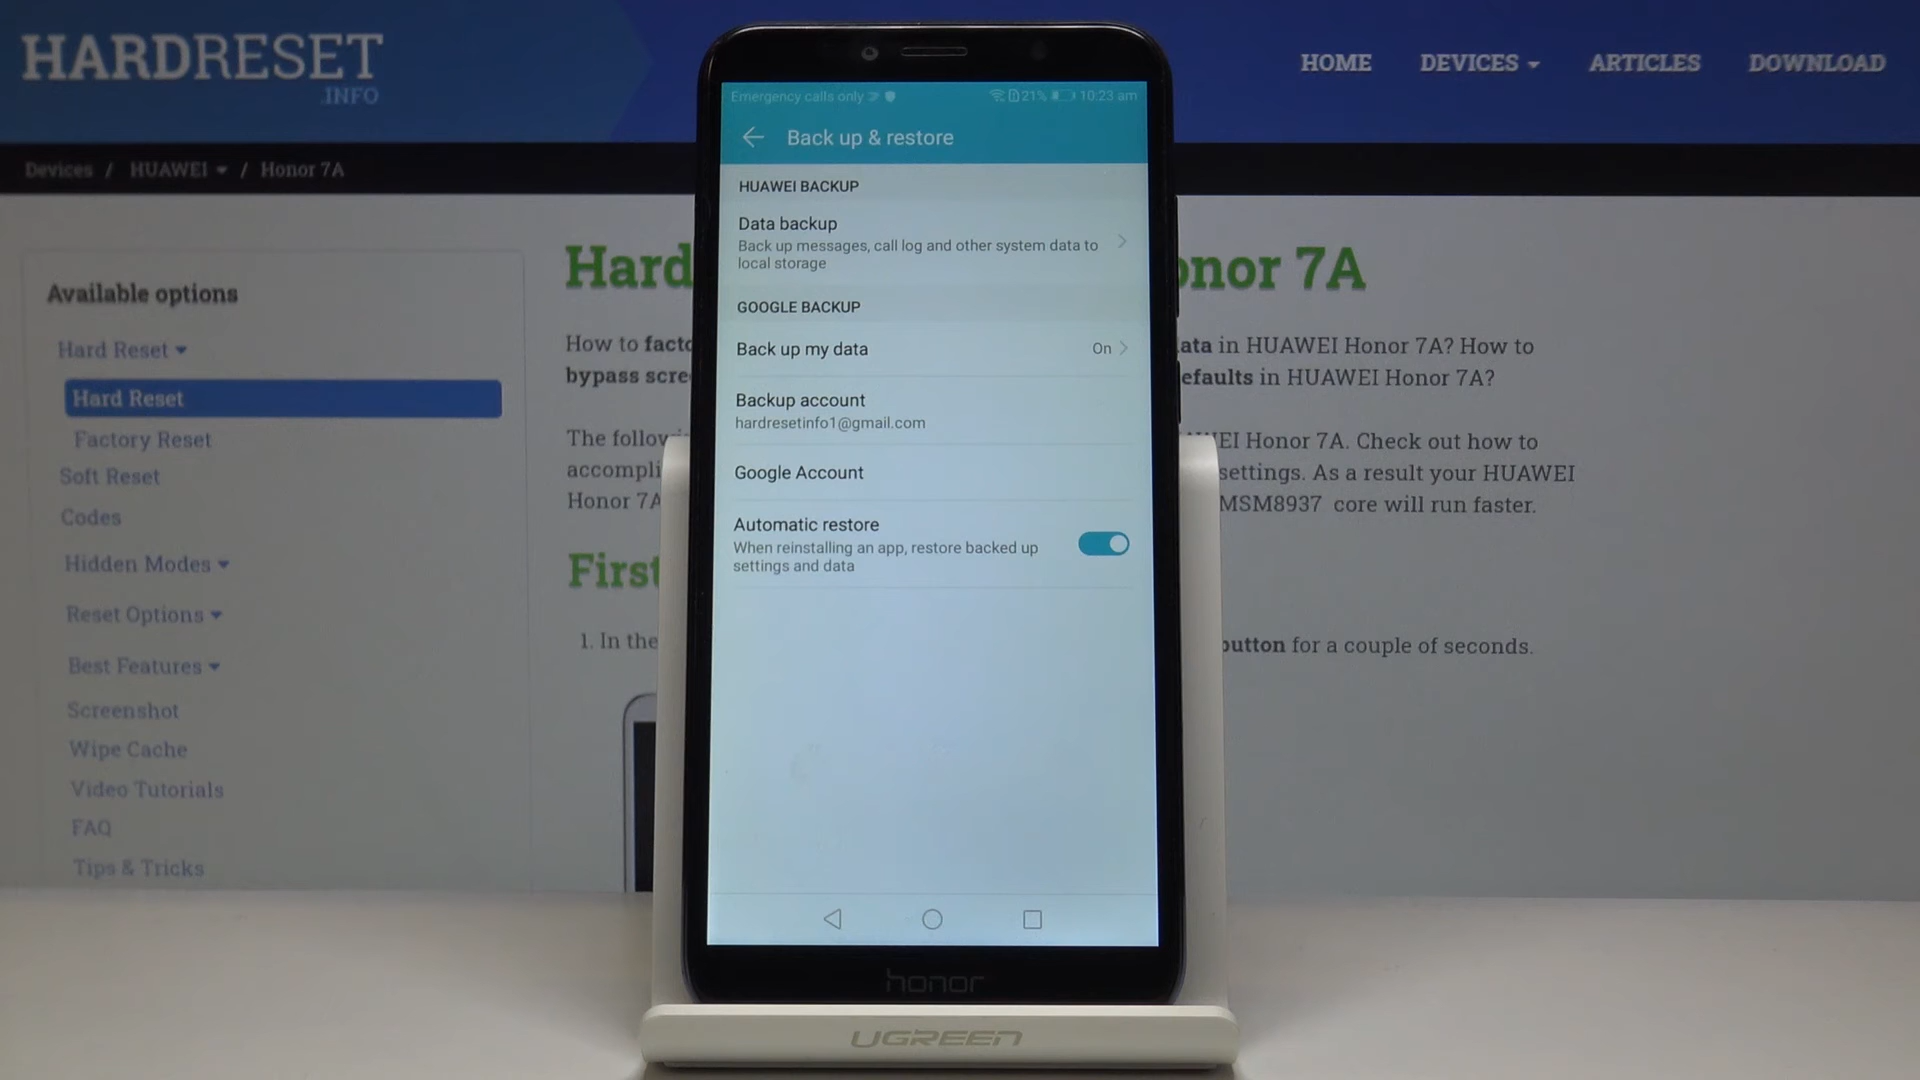 HARDRESET
.INFO
HOME DEVICES ARTICLES DOWNLOAD
Devices / HUAWEI / Honor 7A
Available options
Hard Reset
Hard Reset
Factory Reset
Soft Reset
Codes
Hidden Modes
Reset Options
Best Features
Screenshot
Wipe Cache
Video Tutorials
FAQ
Tips & Tricks
Hard onor 7A
How to facto ata in HUAWEI Honor 7A? How to
bypass scre efaults in HUAWEI Honor 7A?
The follow EI Honor 7A. Check out how to
accompli settings. As a result your HUAWEI
Honor 7A MSM8937 core will run faster.
First
1. In the button for a couple of seconds.
Emergency calls only 21% 10:23 am
Back up & restore
HUAWEI BACKUP
Data backup
Back up messages, call log and other system data to
local storage
GOOGLE BACKUP
Back up my data On
Backup account
hardresetinfo1@gmail.com
Google Account
Automatic restore
When reinstalling an app, restore backed up
settings and data
honor
UGREEN